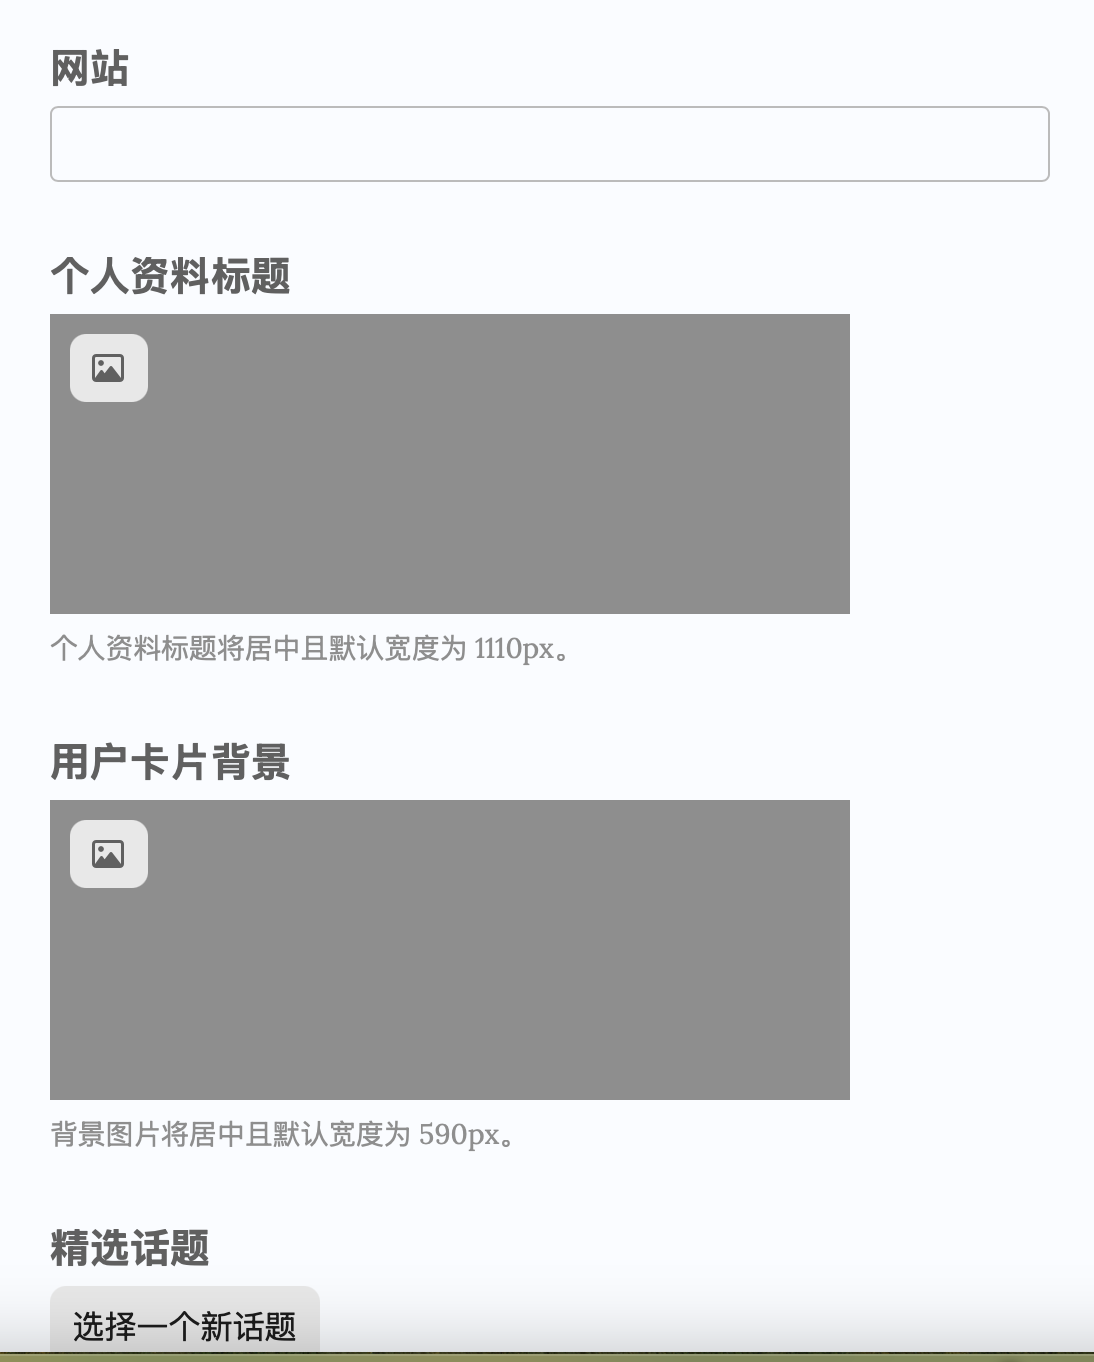 网站
个人资料标题
个人资料标题将居中且默认宽度为 1110px。
用户卡片背景
背景图片将居中且默认宽度为 590px。
精选话题
选择一个新话题